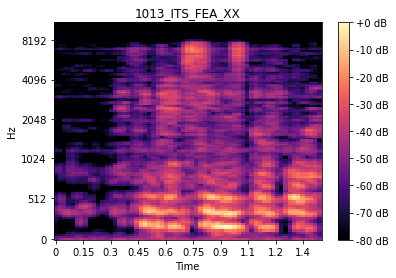 1013_ITS_FEA_XX
+0 dB
8192
-10 dB
4096
-20 dB
-30 dB
2048
Hz
-40 dB
1024
-50 dB
-60 dB
512
-70 dB
0
-80 dB
0 0.15 0.3 0.45 0.6 0.75 0.9 1.1 1.2 1.4
Time